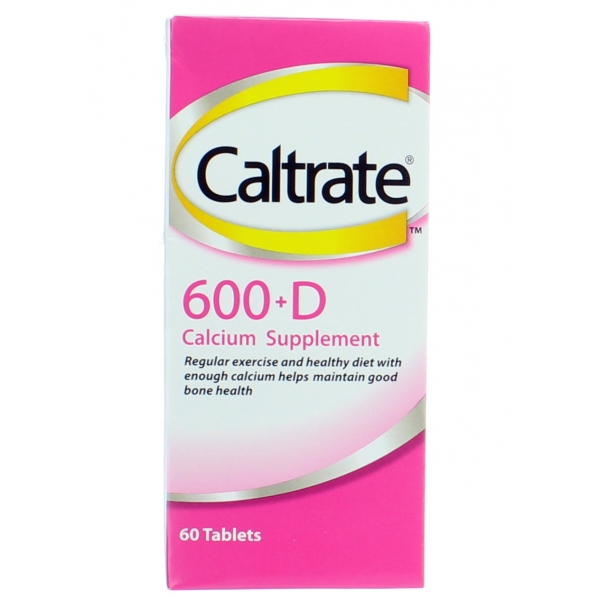 Caltrate®
™
600+D
Calcium Supplement
Regular exercise and healthy diet with
enough calcium helps maintain good
bone health
60 Tablets